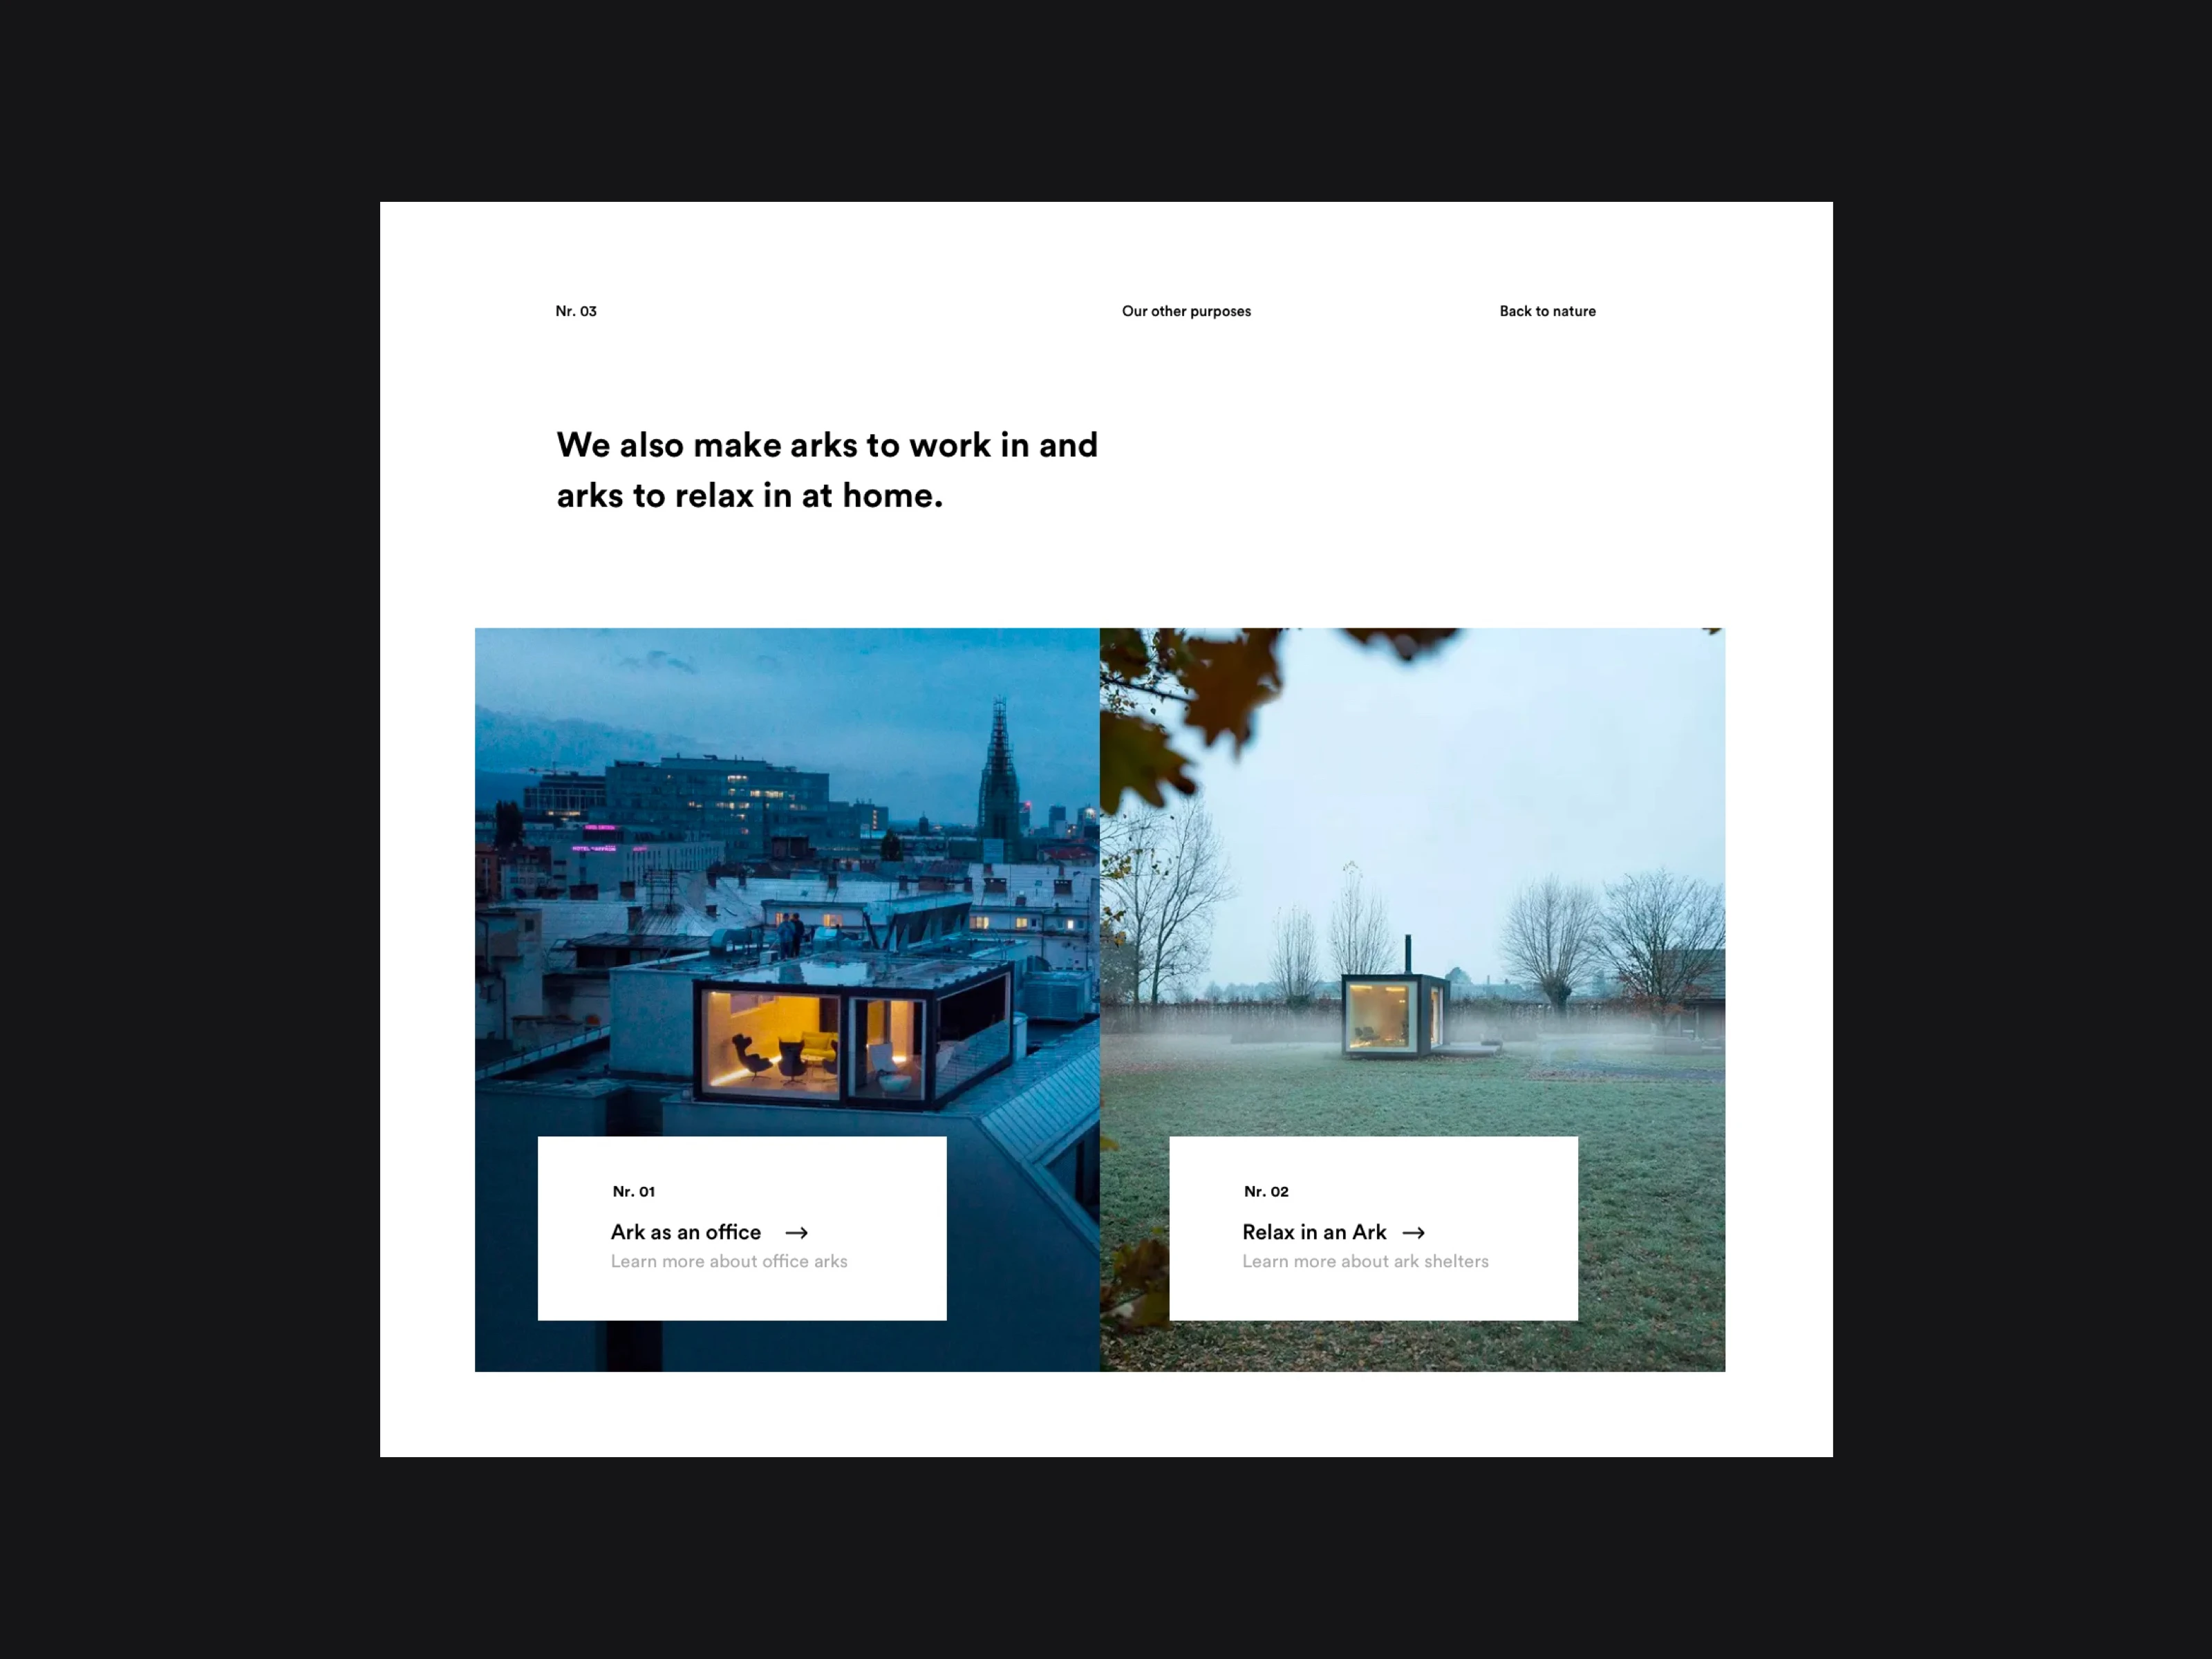 Nr. 03
Our other purposes
Back to nature
We also make arks to work in and
arks to relax in at home.
Nr. 01
Ark as an office →
Learn more about office arks
Nr. 02
Relax in an Ark →
Learn more about ark shelters